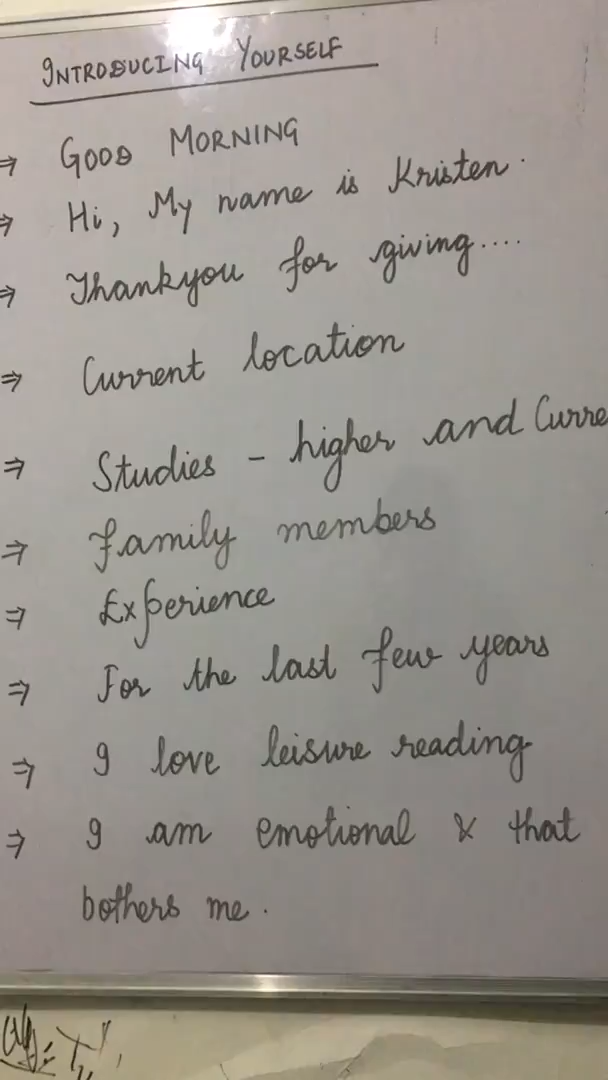 INTRODUCING YOURSELF
⇒ GOOD MORNING
⇒ Hi, My name is Kristen.
⇒ Thankyou for giving....
⇒ Current location
⇒ Studies - higher and Curre
⇒ family members
⇒ Experience
⇒ For the last few years
⇒ I love leisure reading
⇒ I am emotional & that
bothers me.